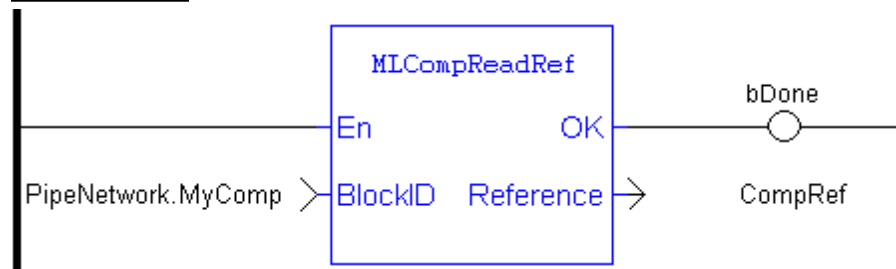 MLCompReadRef
bDone
En OK
PipeNetwork.MyComp BlockID Reference CompRef